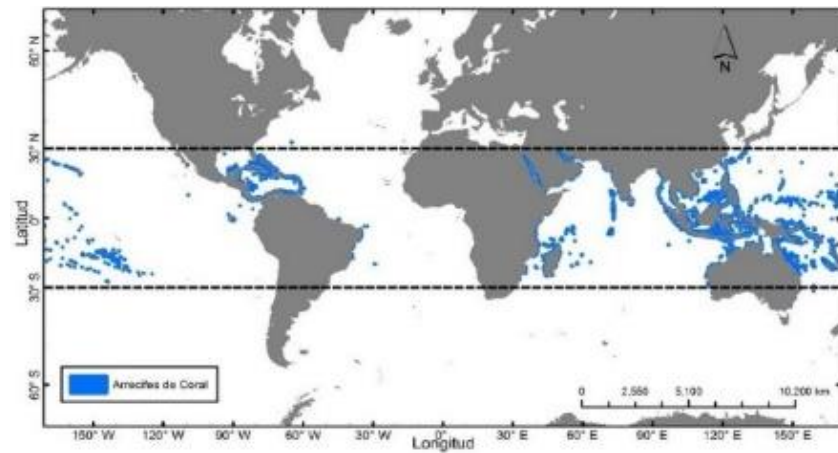 60° N
30° N
0°
30° S
60° S
Latitud
N
Arrecifes de Coral
0 2,550 5,100 10,200 km
150° W 120° W 90° W 60° W 30° W 0° 30° E 60° E 90° E 120° E 150° E
Longitud